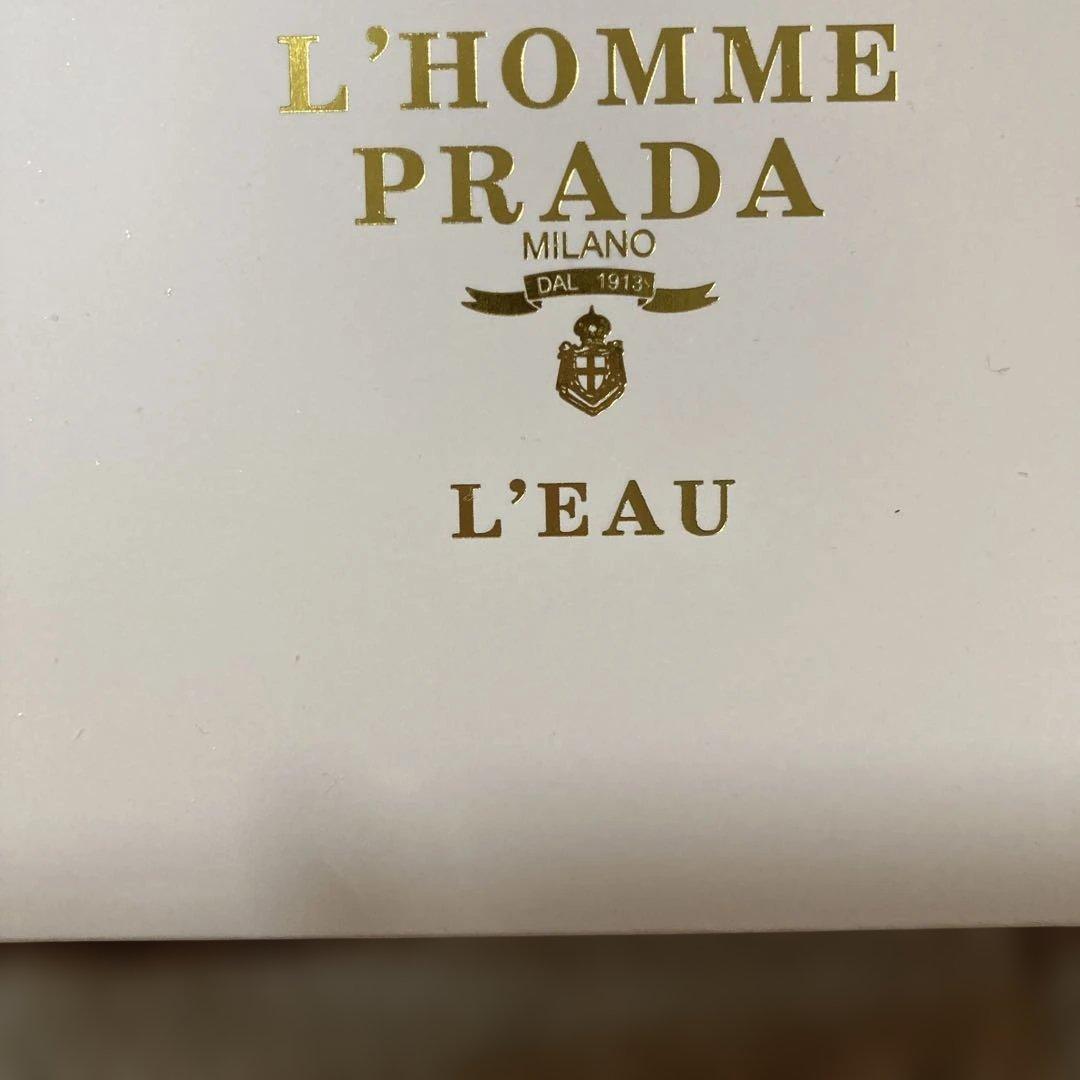 L'HOMME
PRADA
MILANO
DAL 1913
L'EAU